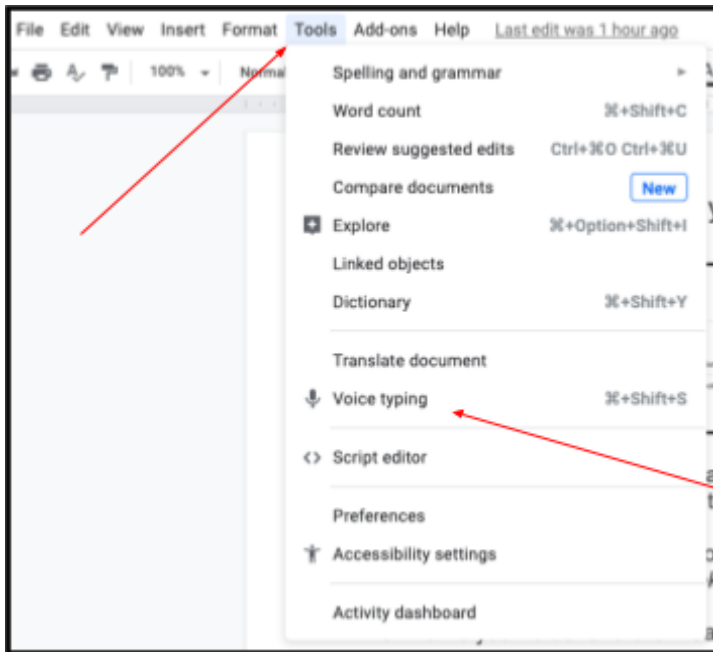 File Edit View Insert Format Tools Add-ons Help Last edit was 1 hour ago
100% Norma
Spelling and grammar
Word count ⌘+Shift+C
Review suggested edits Ctrl+⌘O Ctrl+⌘U
Compare documents New
Explore ⌘+Option+Shift+I
Linked objects
Dictionary ⌘+Shift+Y
Translate document
Voice typing ⌘+Shift+S
Script editor
Preferences
Accessibility settings
Activity dashboard